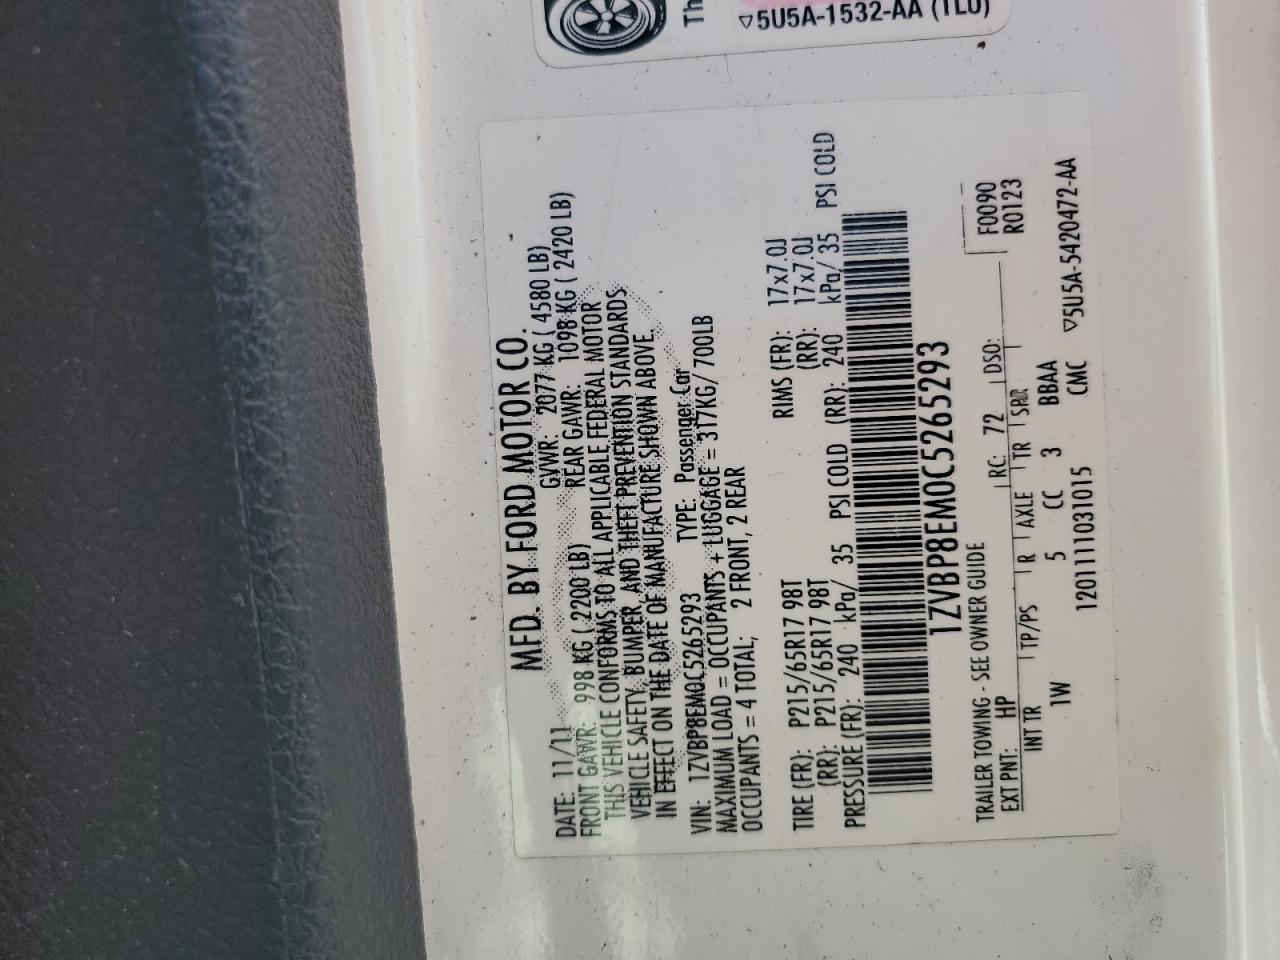 Th
▽5U5A-1532-AA (TLU)
MFD. BY FORD MOTOR CO.
DATE: 11/11 GVWR: 2077 KG ( 4580 LB)
FRONT GAWR: 998 KG ( 2200 LB) REAR GAWR: 1098 KG ( 2420 LB)
THIS VEHICLE CONFORMS TO ALL APPLICABLE FEDERAL MOTOR
VEHICLE SAFETY, BUMPER, AND THEFT PREVENTION STANDARDS
IN EFFECT ON THE DATE OF MANUFACTURE SHOWN ABOVE.
VIN: 1ZVBP8EM0C5265293 TYPE: Passenger Car
MAXIMUM LOAD = OCCUPANTS + LUGGAGE = 317KG/ 700LB
OCCUPANTS = 4 TOTAL, 2 FRONT, 2 REAR
TIRE (FR): P215/65R17 98T RIMS (FR): 17x7.0J
(RR): P215/65R17 98T (RR): 17x7.0J
PRESSURE (FR): 240 kPa/ 35 PSI COLD (RR): 240 kPa/ 35 PSI COLD
1ZVBP8EM0C5265293
TRAILER TOWING - SEE OWNER GUIDE
EXT PNT: HP RC: 72 DSO: F0090
R0123
INT TR TP/PS R AXLE TR SPR
1W 5 CC 3 BBAA
12011111031015 CMC ▽5U5A-5420472-AA